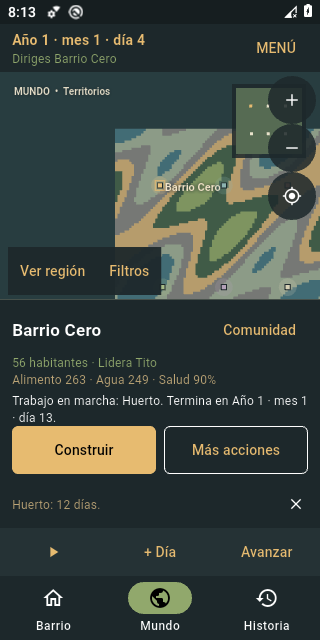 8:13
Año 1 · mes 1 · día 4
Diriges Barrio Cero
MENÚ
MUNDO • Territorios
+
−
Barrio Cero
Ver región
Filtros
Barrio Cero
Comunidad
56 habitantes · Lidera Tito
Alimento 263 · Agua 249 · Salud 90%
Trabajo en marcha: Huerto. Termina en Año 1 · mes 1
· día 13.
Construir
Más acciones
Huerto: 12 días.
+ Día
Avanzar
Barrio
Mundo
Historia